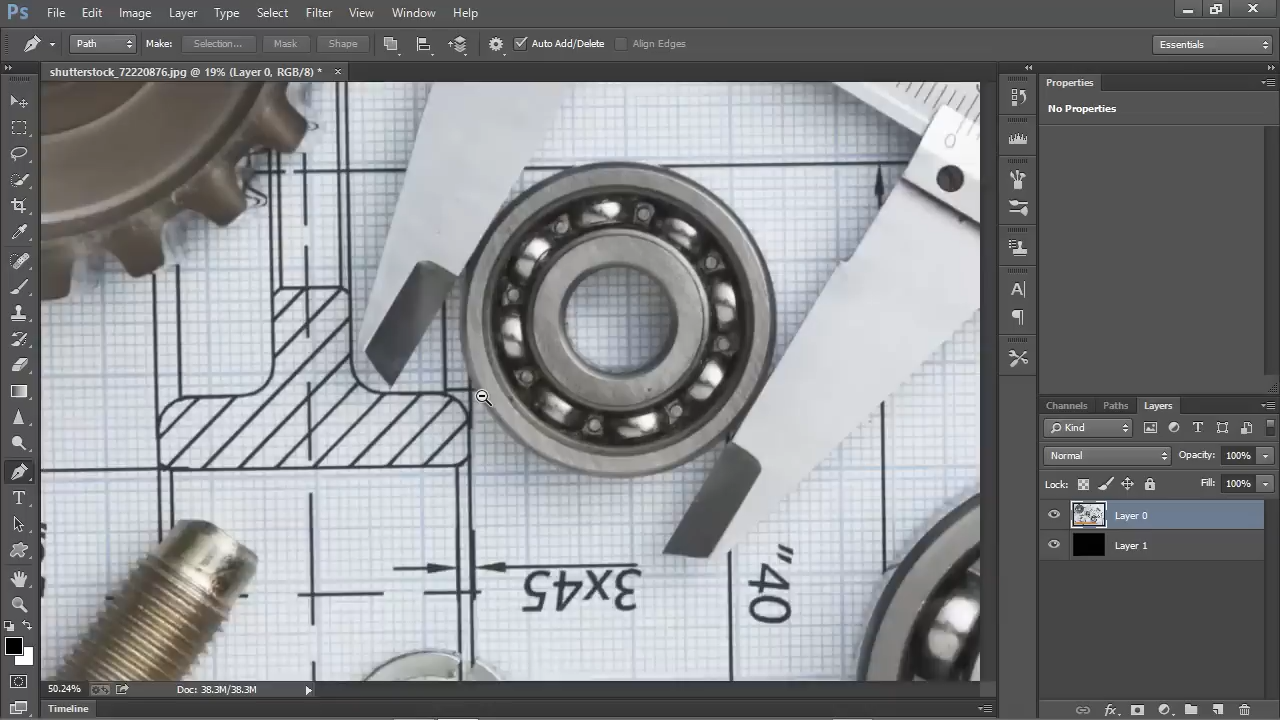 Ps File Edit Image Layer Type Select Filter View Window Help
Path Make: Selection... Mask Shape Auto Add/Delete Align Edges Essentials
shutterstock_72220876.jpg @ 19% (Layer 0, RGB/8) *
Properties
No Properties
0
3x45
"40
Channels Paths Layers
Kind
Normal Opacity: 100%
Lock: Fill: 100%
Layer 0
Layer 1
50.24% Doc: 38.3M/38.3M
Timeline